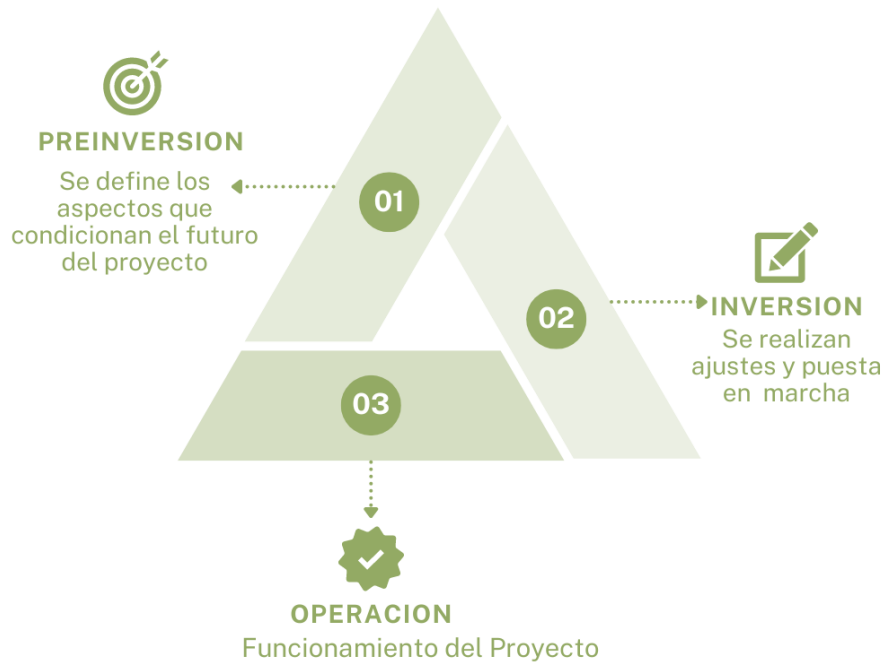 PREINVERSION
Se define los
aspectos que
condicionan el futuro
del proyecto
01
02
INVERSION
Se realizan
ajustes y puesta
en marcha
03
OPERACION
Funcionamiento del Proyecto